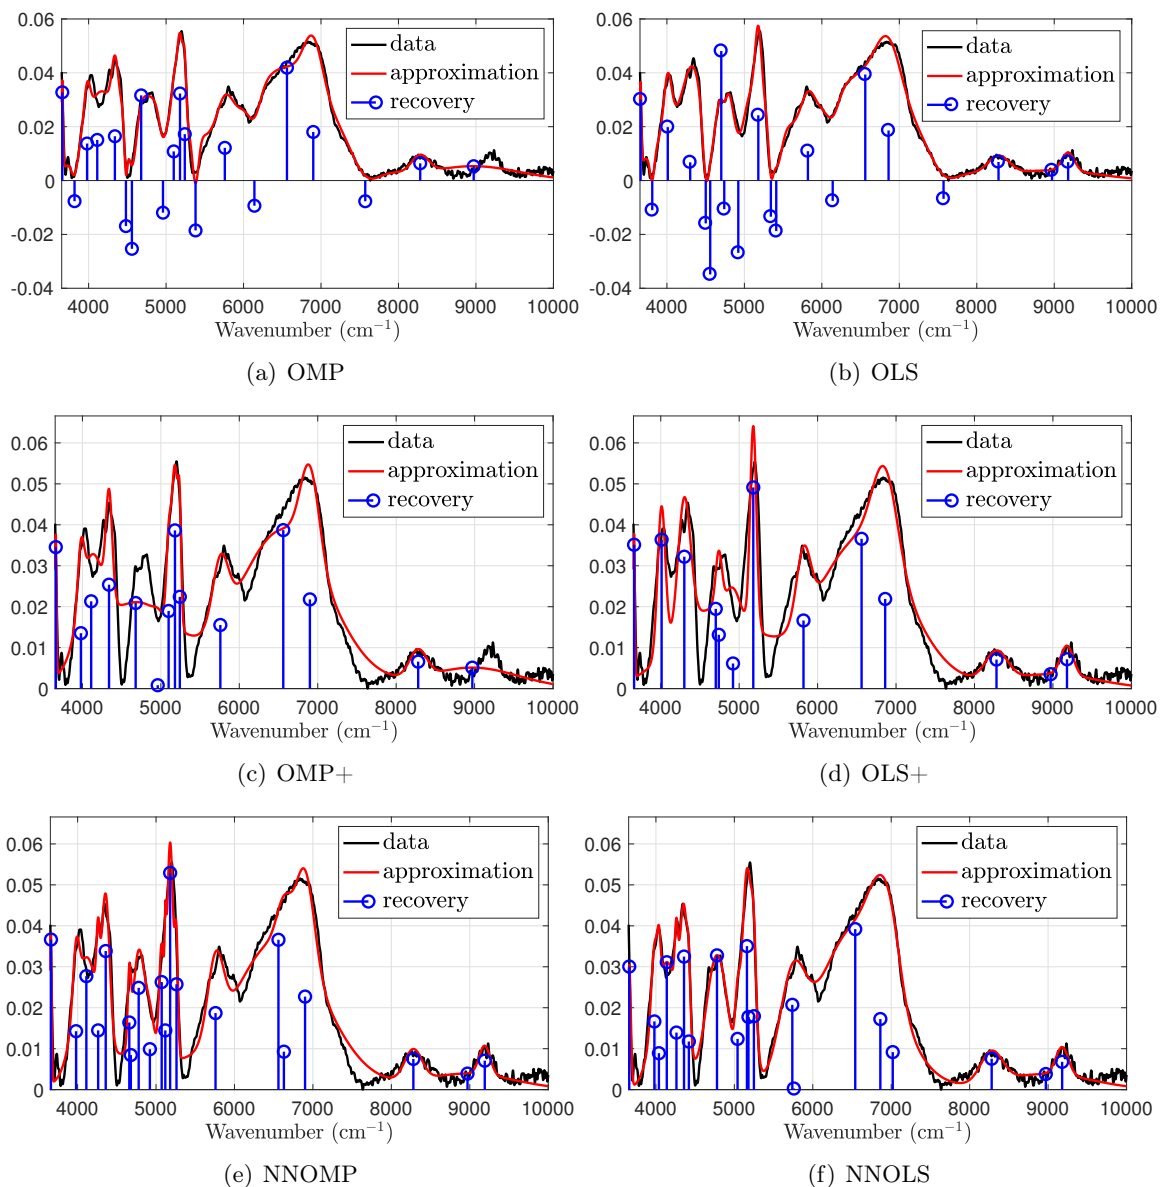 0.06
0.04
0.02
0
-0.02
-0.04
data
approximation
recovery
4000 5000 6000 7000 8000 9000 10000
Wavenumber (cm⁻¹)
(a) OMP
0.06
0.04
0.02
0
-0.02
-0.04
data
approximation
recovery
4000 5000 6000 7000 8000 9000 10000
Wavenumber (cm⁻¹)
(b) OLS
0.06
0.05
0.04
0.03
0.02
0.01
0
data
approximation
recovery
4000 5000 6000 7000 8000 9000 10000
Wavenumber (cm⁻¹)
(c) OMP+
0.06
0.05
0.04
0.03
0.02
0.01
0
data
approximation
recovery
4000 5000 6000 7000 8000 9000 10000
Wavenumber (cm⁻¹)
(d) OLS+
0.06
0.05
0.04
0.03
0.02
0.01
0
data
approximation
recovery
4000 5000 6000 7000 8000 9000 10000
Wavenumber (cm⁻¹)
(e) NNOMP
0.06
0.05
0.04
0.03
0.02
0.01
0
data
approximation
recovery
4000 5000 6000 7000 8000 9000 10000
Wavenumber (cm⁻¹)
(f) NNOLS